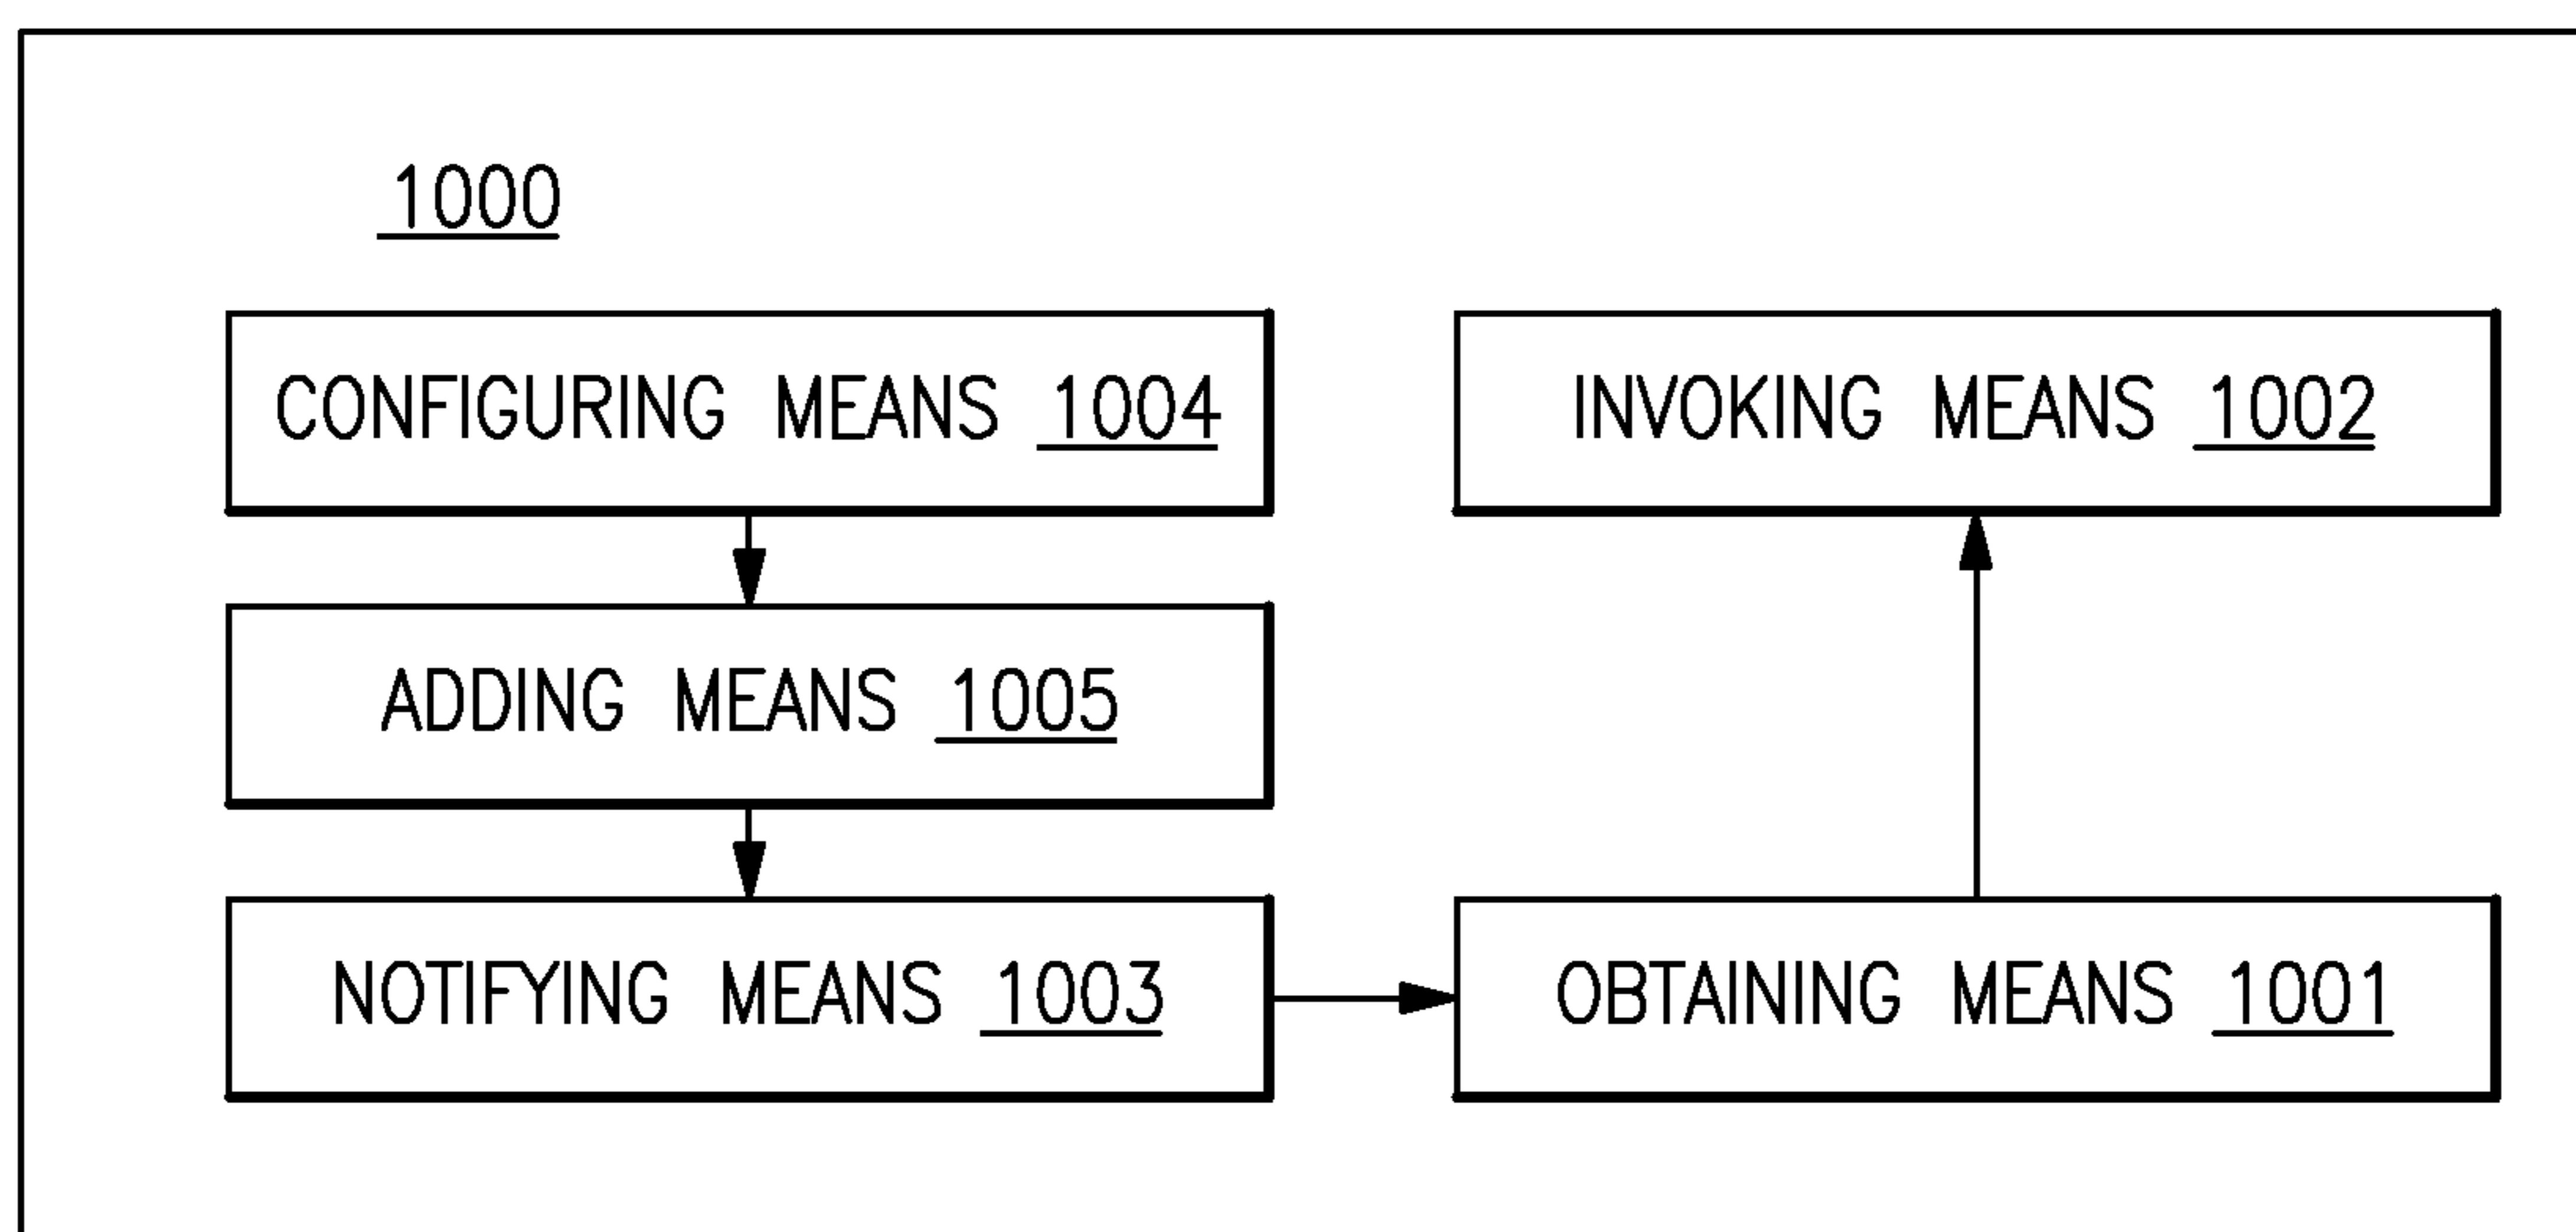 1000
CONFIGURING MEANS 1004
INVOKING MEANS 1002
ADDING MEANS 1005
NOTIFYING MEANS 1003
OBTAINING MEANS 1001